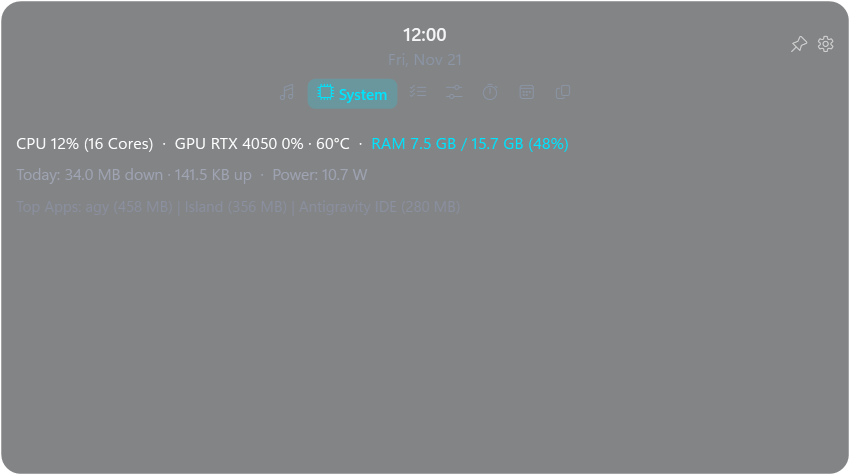 12:00
Fri, Nov 21
System
CPU 12% (16 Cores) · GPU RTX 4050 0% · 60°C · RAM 7.5 GB / 15.7 GB (48%)
Today: 34.0 MB down · 141.5 KB up · Power: 10.7 W
Top Apps: agy (458 MB) | Island (356 MB) | Antigravity IDE (280 MB)